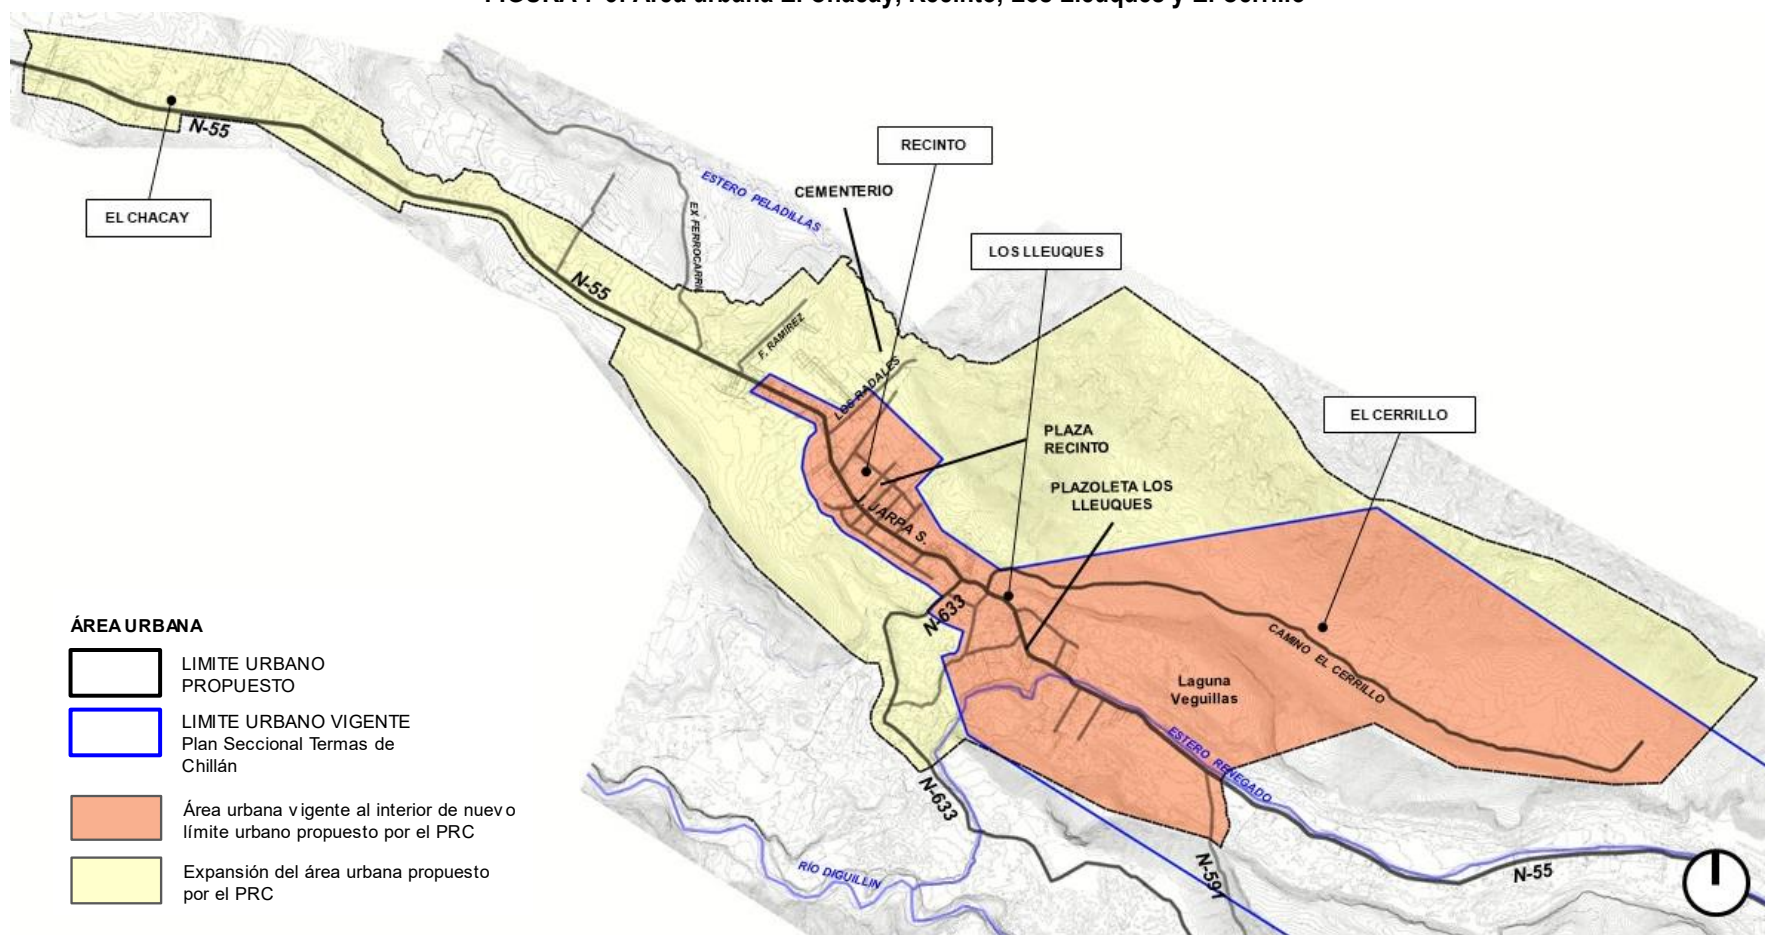 FIGURA I-3: Área urbana El Chacay, Recinto, Los Lleuques y El Cerrillo
RECINTO
ESTERO PELADILLAS
CEMENTERIO
N-55
EL CHACAY
EX FERROCARRIL
LOS LLEUQUES
N-55
F. RAMÍREZ
LOS RADALES
EL CERRILLO
PLAZA
RECINTO
PLAZOLETA LOS
LLEUQUES
JARPA S.
N-633
CAMINO EL CERRILLO
Laguna
Veguillas
ESTERO RENEGADO
N-633
N-591
N-55
RÍO DIGUILLIN
ÁREA URBANA
LIMITE URBANO
PROPUESTO
LIMITE URBANO VIGENTE
Plan Seccional Termas de
Chillán
Área urbana vigente al interior de nuevo
límite urbano propuesto por el PRC
Expansión del área urbana propuesto
por el PRC